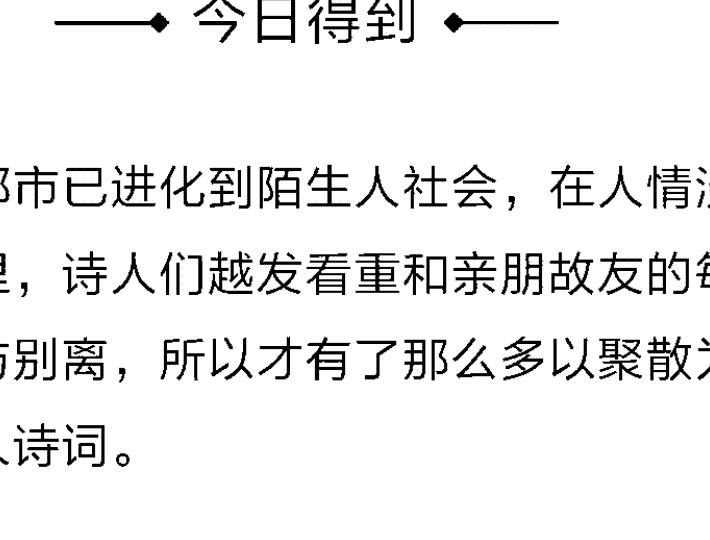 今日得到
市已进化到陌生人社会，在人情
，诗人们越发看重和亲朋故友的
别离，所以才有了那么多以聚散
诗词。